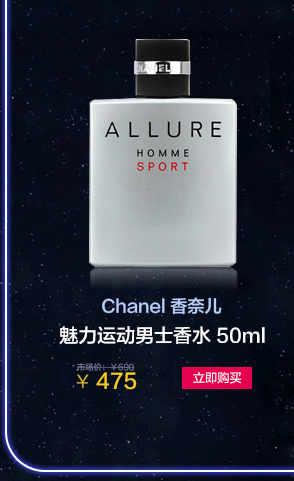 CHANEL
ALLURE
HOMME
SPORT
Chanel 香奈儿
魅力运动男士香水 50ml
市场价：￥690
￥475
立即购买